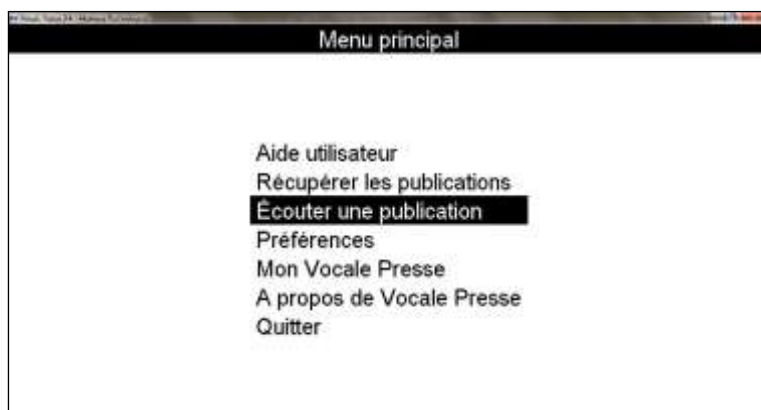 Menu principal
Aide utilisateur
Récupérer les publications
Écouter une publication
Préférences
Mon Vocale Presse
A propos de Vocale Presse
Quitter